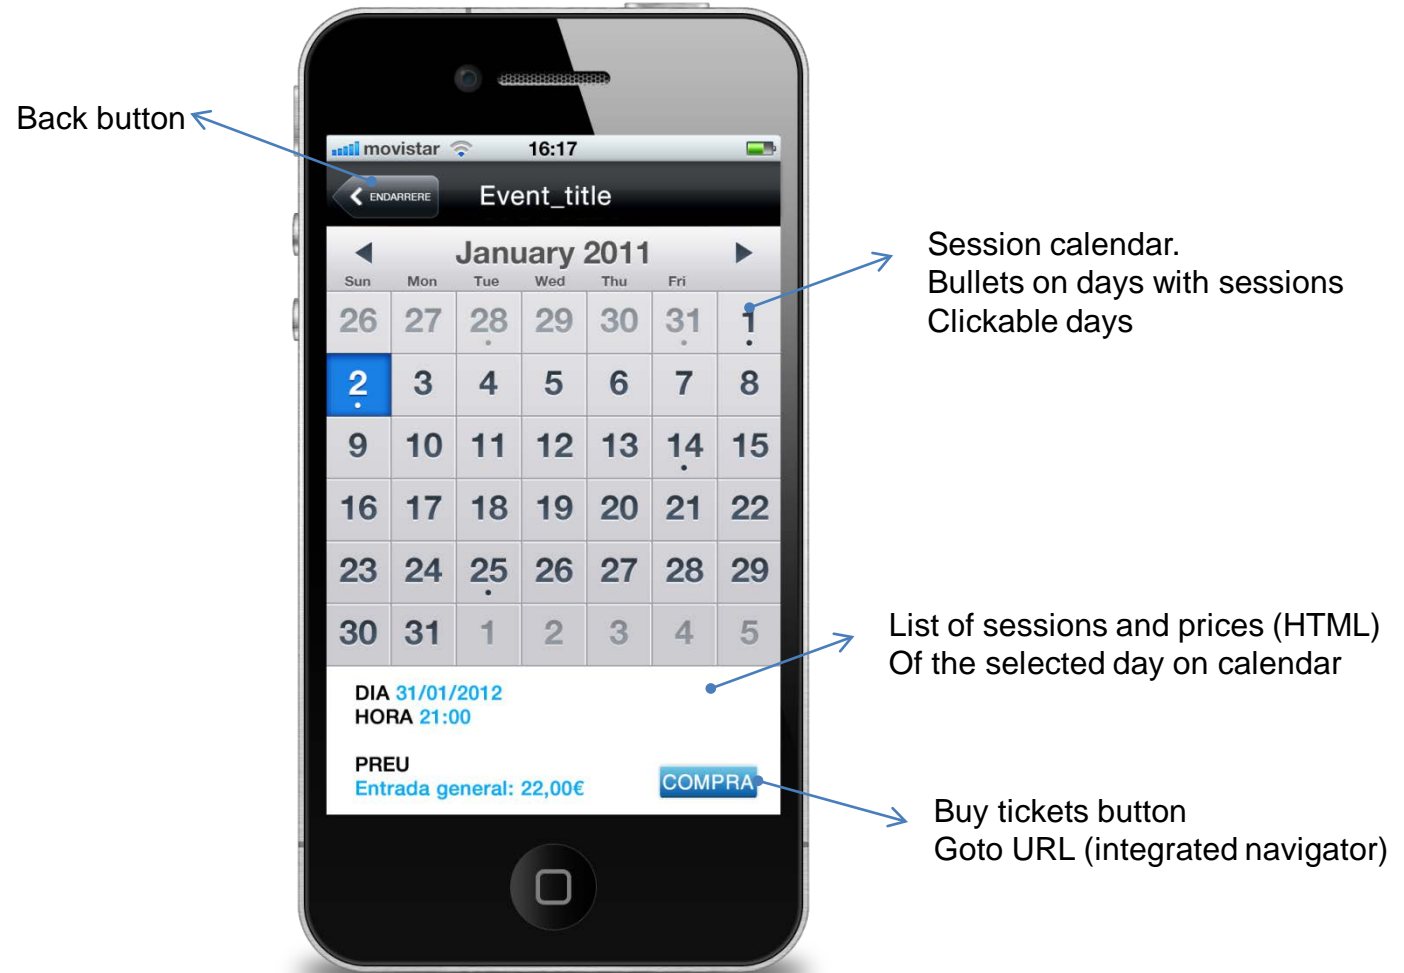 Back button
movistar
16:17
ENDARRERE
Event_title
January 2011
Sun Mon Tue Wed Thu Fri
26 27 28 29 30 31 1
2 3 4 5 6 7 8
9 10 11 12 13 14 15
16 17 18 19 20 21 22
23 24 25 26 27 28 29
30 31 1 2 3 4 5
DIA 31/01/2012
HORA 21:00
PREU
Entrada general: 22,00€
COMPRA
Session calendar.
Bullets on days with sessions
Clickable days
List of sessions and prices (HTML)
Of the selected day on calendar
Buy tickets button
Goto URL (integrated navigator)